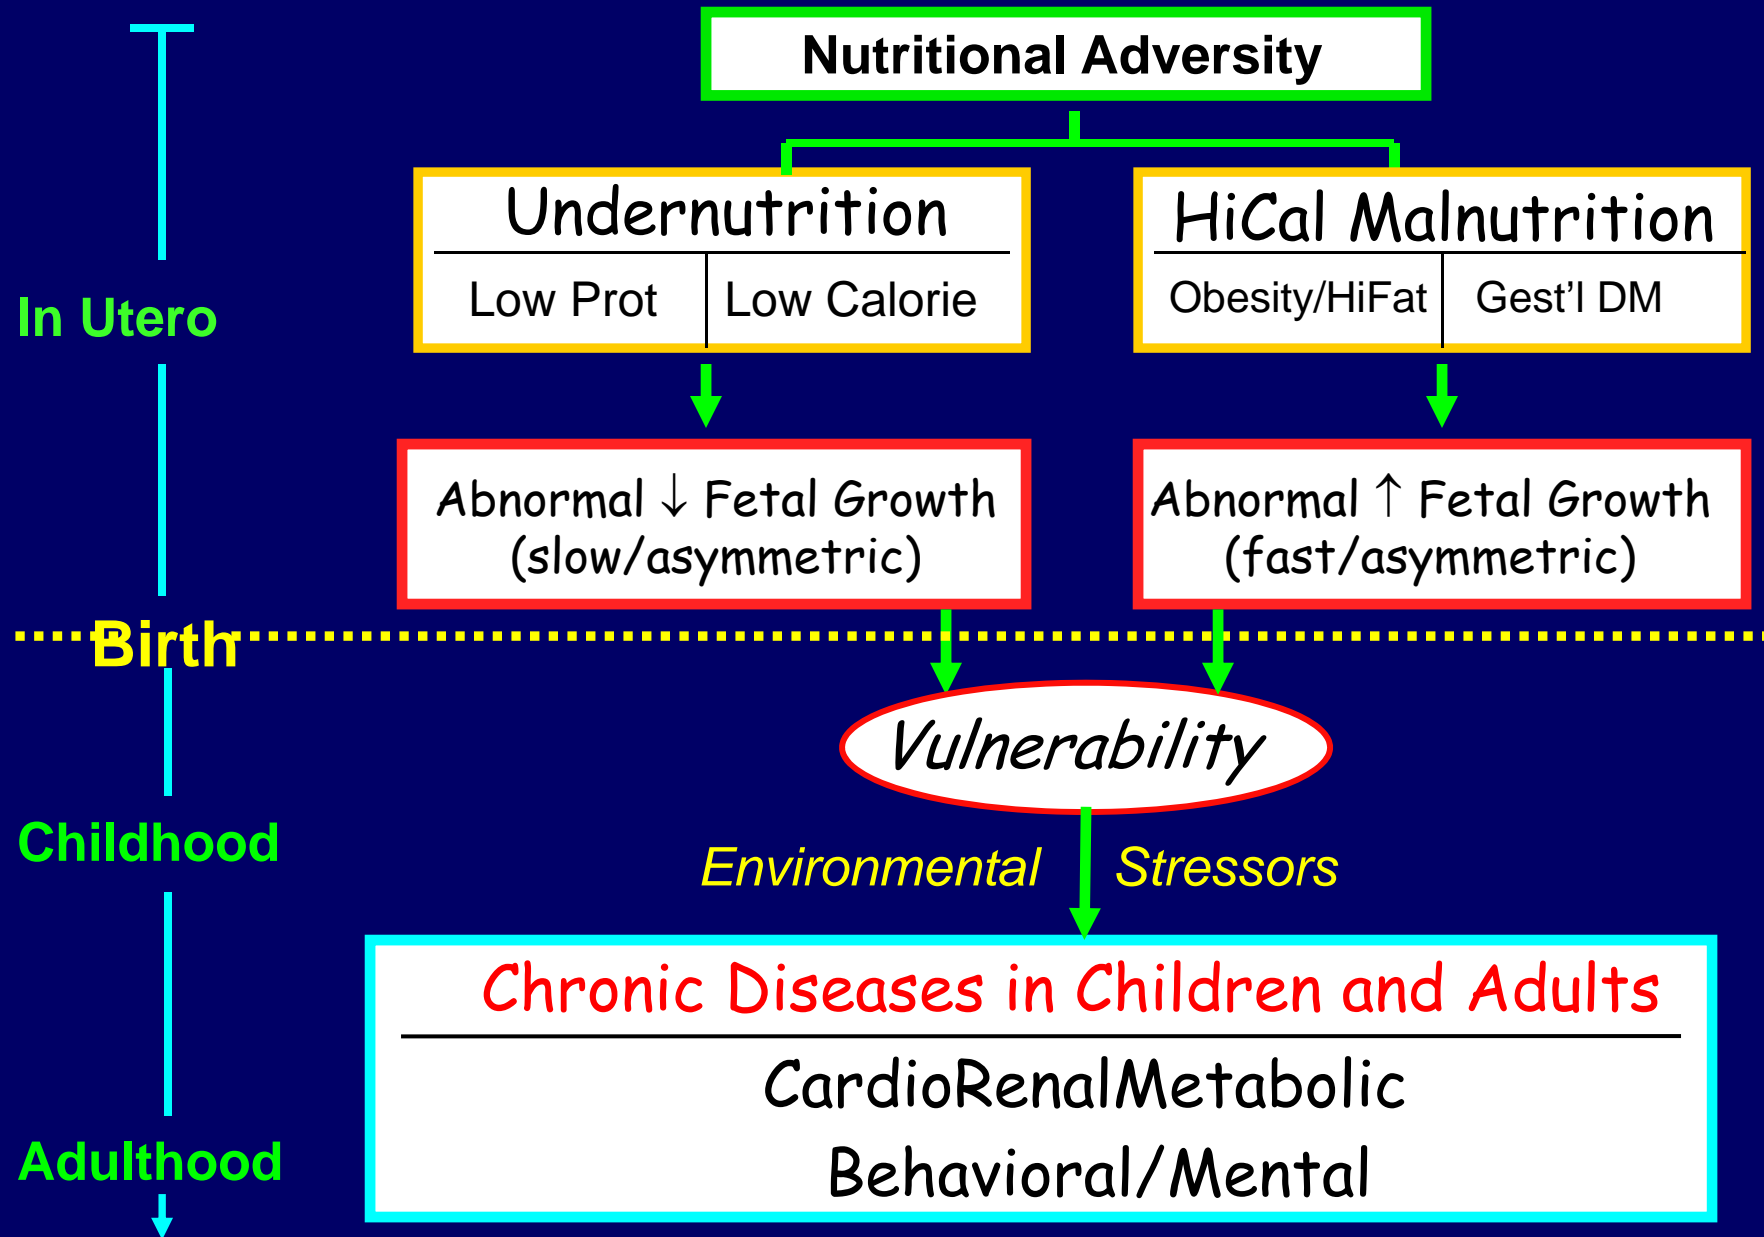 Nutritional Adversity
Undernutrition
Low Prot
Low Calorie
HiCal Malnutrition
Obesity/HiFat
Gest'l DM
In Utero
Abnormal ↓ Fetal Growth
(slow/asymmetric)
Abnormal ↑ Fetal Growth
(fast/asymmetric)
Birth
Vulnerability
Childhood
Environmental Stressors
Chronic Diseases in Children and Adults
CardioRenalMetabolic
Behavioral/Mental
Adulthood